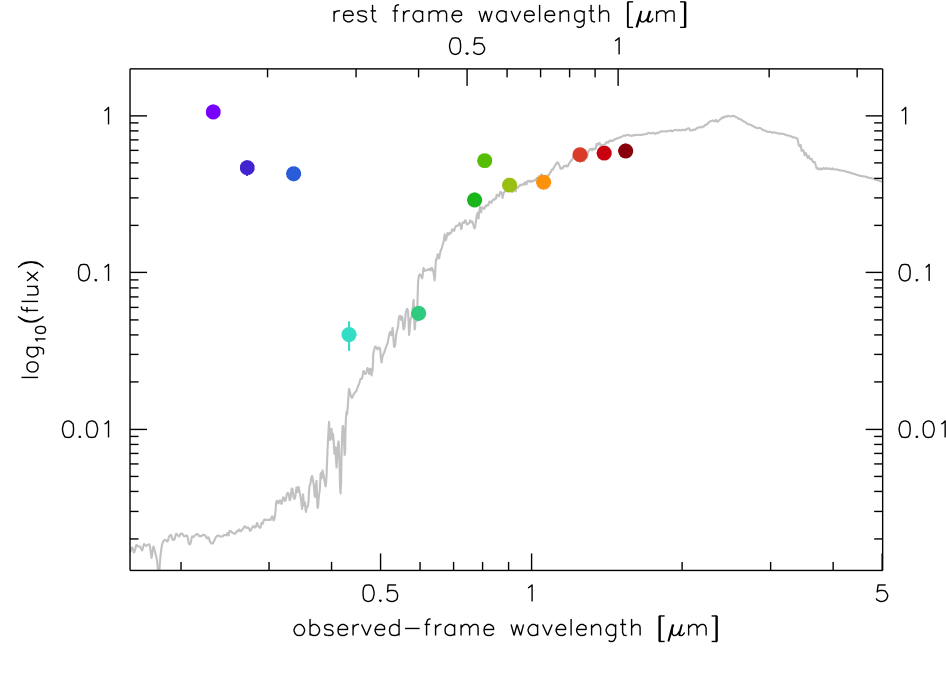 rest frame wavelength [μm]
0.5 1
1 1
0.1 0.1
0.01 0.01
log10(flux)
0.5 1 5
observed-frame wavelength [μm]